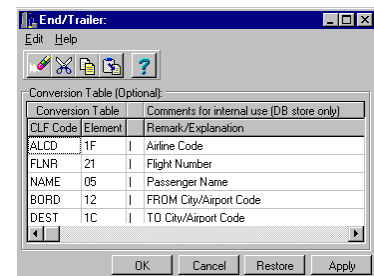 End/Trailer:
Edit Help
?
Conversion Table (Optional):
Conversion Table Comments for internal use (DB store only)
CLF Code Element Remark/Explanation
ALCD 1F | Airline Code
FLNR 21 | Flight Number
NAME 05 | Passenger Name
BORD 12 | FROM City/Airport Code
DEST 1C | TO City/Airport Code
OK Cancel Restore Apply